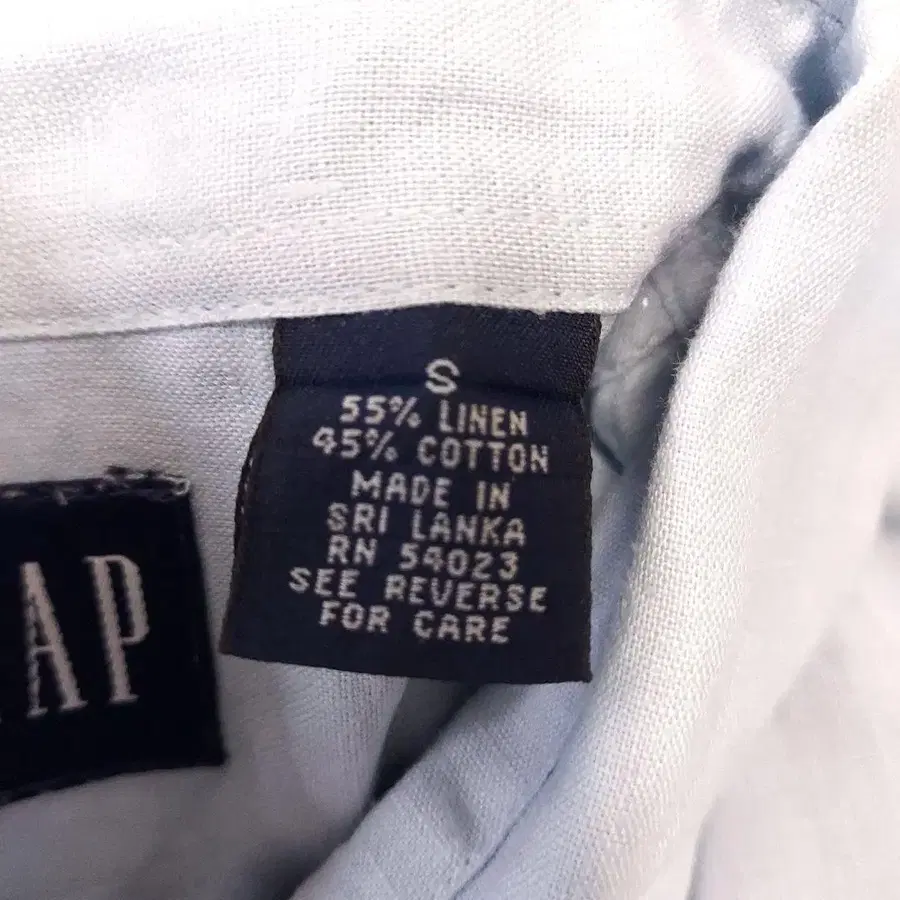 S
55% LINEN
45% COTTON
MADE IN
SRI LANKA
RN 54023
SEE REVERSE
FOR CARE
AP